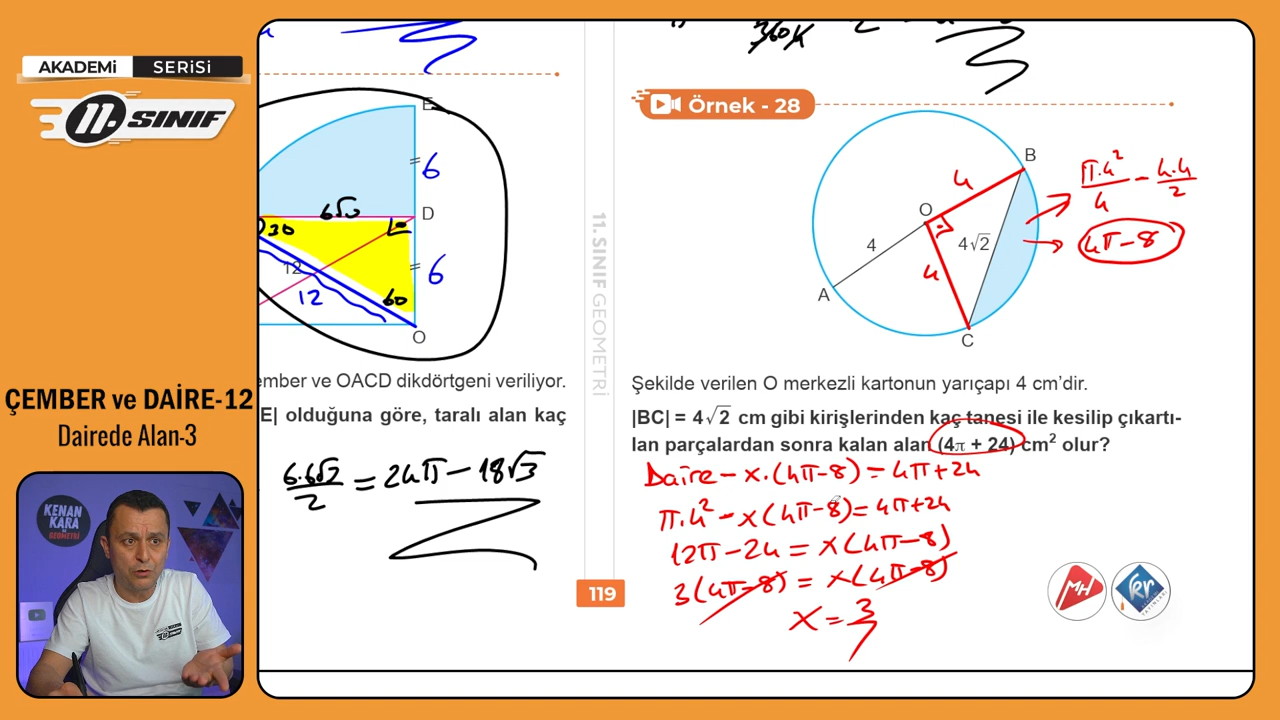 AKADEMİ SERİSİ
11. SINIF
ÇEMBER ve DAİRE-12
Dairede Alan-3
KENAN
KARA
GEOMETRİ
E
6
6√3
D
30
12
12
60
6
O
ember ve OACD dikdörtgeni veriliyor.
E| olduğuna göre, taralı alan kaç
= 24π − 18√3
11. SINIF GEOMETRİ
119
360
2
Örnek - 28
B
4
O
4
4√2
4
A
C
π.4²/4 − 4.4/2
4π−8
Şekilde verilen O merkezli kartonun yarıçapı 4 cm'dir.
|BC| = 4√2 cm gibi kirişlerinden kaç tanesi ile kesilip çıkartı-
lan parçalardan sonra kalan alan (4π + 24) cm² olur?
Daire − x.(4π−8) = 4π+24
π.4² − x(4π−8) = 4π+24
12π − 24 = x(4π−8)
3(4π−8) = x(4π−8)
x = 3
MH
kr